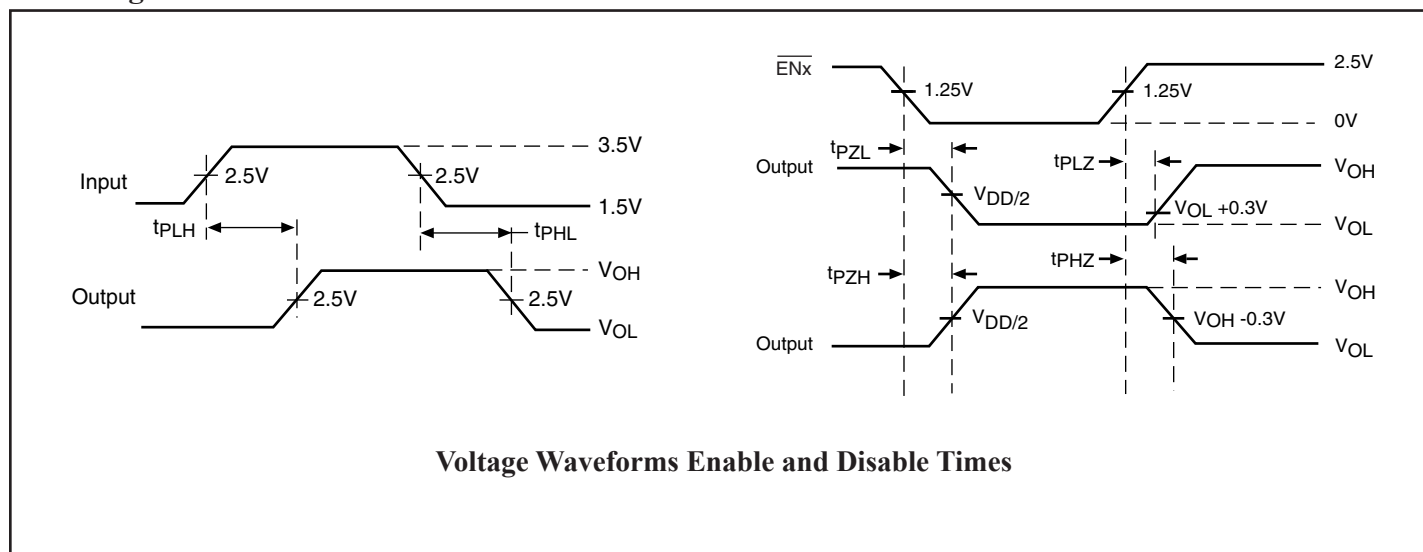 Input
2.5V
2.5V
3.5V
1.5V
tPLH
tPHL
Output
2.5V
2.5V
VOH
VOL
ENx
1.25V
1.25V
2.5V
0V
tPZL
tPLZ
Output
VDD/2
VOL +0.3V
VOH
VOL
tPZH
tPHZ
Output
VDD/2
VOH -0.3V
VOH
VOL
Voltage Waveforms Enable and Disable Times